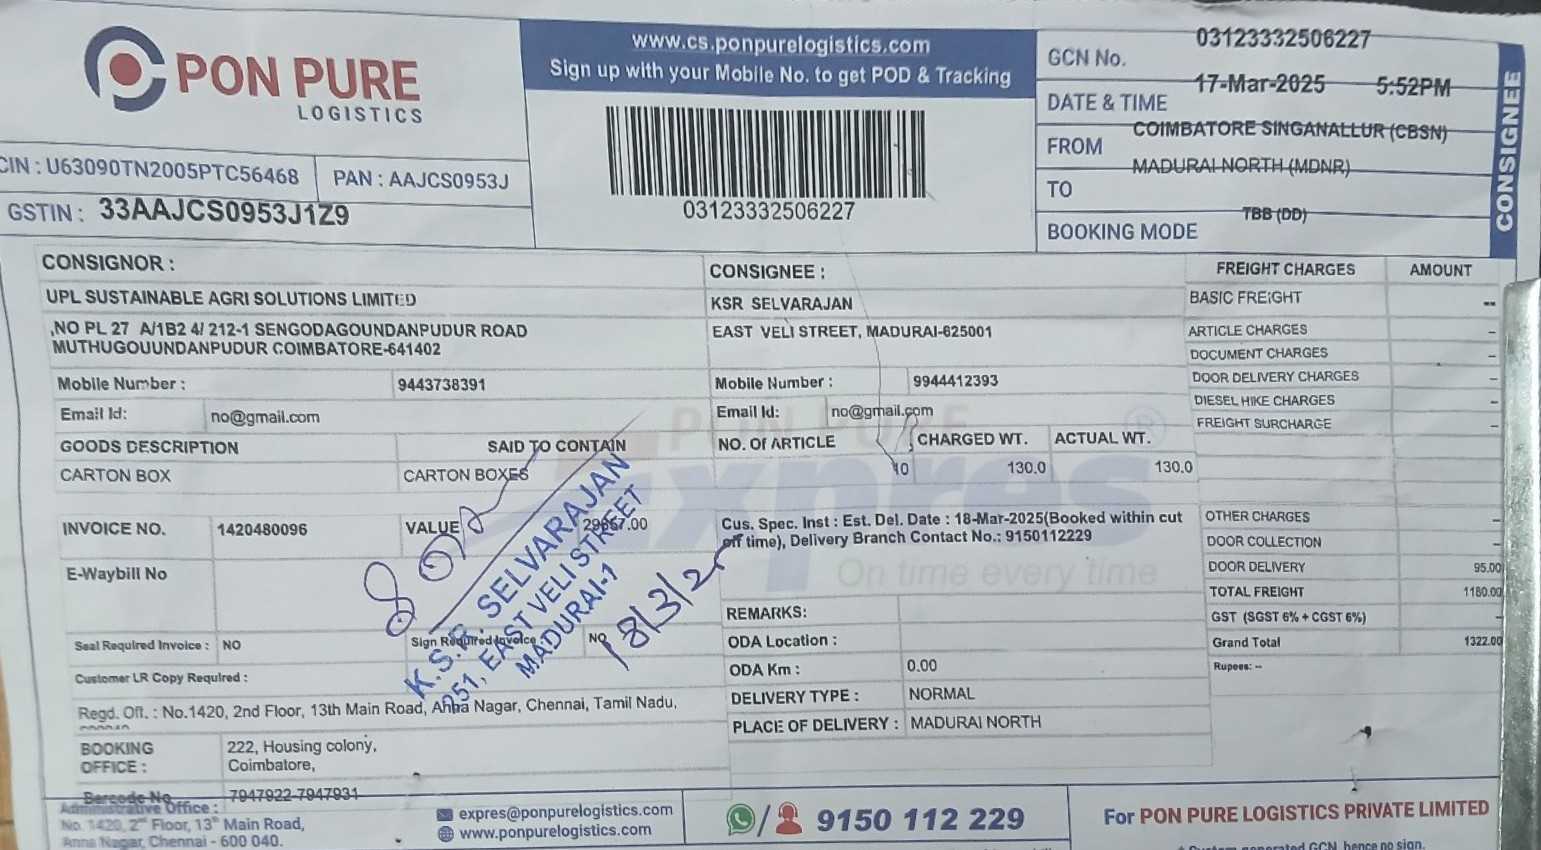 PON PURE
LOGISTICS
www.cs.ponpurelogistics.com
Sign up with your Mobile No. to get POD & Tracking
03123332506227
GCN No. 03123332506227
DATE & TIME 17-Mar-2025 5:52PM
FROM COIMBATORE SINGANALLUR (CBSN)
TO MADURAI NORTH (MDNR)
BOOKING MODE TBB (DD)
CONSIGNEE
CIN : U63090TN2005PTC56468 PAN : AAJCS0953J
GSTIN : 33AAJCS0953J1Z9
CONSIGNOR :
UPL SUSTAINABLE AGRI SOLUTIONS LIMITED
,NO PL 27 A/1B2 4/ 212-1 SENGODAGOUNDANPUDUR ROAD
MUTHUGOUUNDANPUDUR COIMBATORE-641402
Mobile Number : 9443738391
Email Id: no@gmail.com
GOODS DESCRIPTION SAID TO CONTAIN
CARTON BOX CARTON BOXES
INVOICE NO. 1420480096 VALUE 29667.00
E-Waybill No
Seal Required Invoice : NO Sign Required Invoice : NO
Customer LR Copy Required :
Regd. Off. : No.1420, 2nd Floor, 13th Main Road, Anna Nagar, Chennai, Tamil Nadu,
BOOKING OFFICE : 222, Housing colony,
Coimbatore,
Barcode No 7947922-7947931
CONSIGNEE :
KSR SELVARAJAN
EAST VELI STREET, MADURAI-625001
Mobile Number : 9944412393
Email Id: no@gmail.com
NO. Of ARTICLE CHARGED WT. ACTUAL WT.
10 130.0 130.0
Cus. Spec. Inst : Est. Del. Date : 18-Mar-2025(Booked within cut
off time), Delivery Branch Contact No.: 9150112229
PON PURE
Expres
On time every time
REMARKS:
ODA Location :
ODA Km : 0.00
DELIVERY TYPE : NORMAL
PLACE OF DELIVERY : MADURAI NORTH
FREIGHT CHARGES AMOUNT
BASIC FREIGHT --
ARTICLE CHARGES -
DOCUMENT CHARGES -
DOOR DELIVERY CHARGES -
DIESEL HIKE CHARGES -
FREIGHT SURCHARGE -
OTHER CHARGES -
DOOR COLLECTION -
DOOR DELIVERY 95.00
TOTAL FREIGHT 1180.00
GST (SGST 6% + CGST 6%) -
Grand Total 1322.00
Rupees: --
K.S.R. SELVARAJAN
251, EAST VELI STREET
MADURAI-1
18/3/25
Administrative Office :
No. 1420, 2nd Floor, 13th Main Road,
Anna Nagar, Chennai - 600 040.
expres@ponpurelogistics.com
www.ponpurelogistics.com
9150 112 229
For PON PURE LOGISTICS PRIVATE LIMITED
* Custom generated GCN, hence no sign.